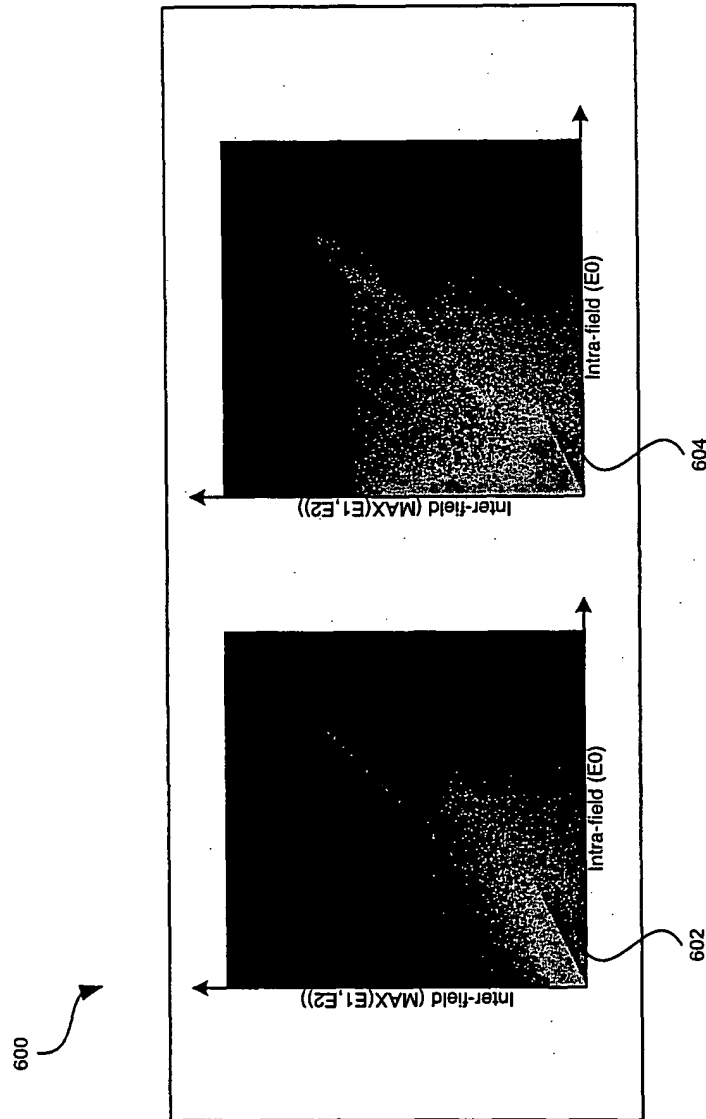 600
Inter-field (MAX(E1,E2))
Intra-field (E0)
602
Inter-field (MAX(E1,E2))
Intra-field (E0)
604